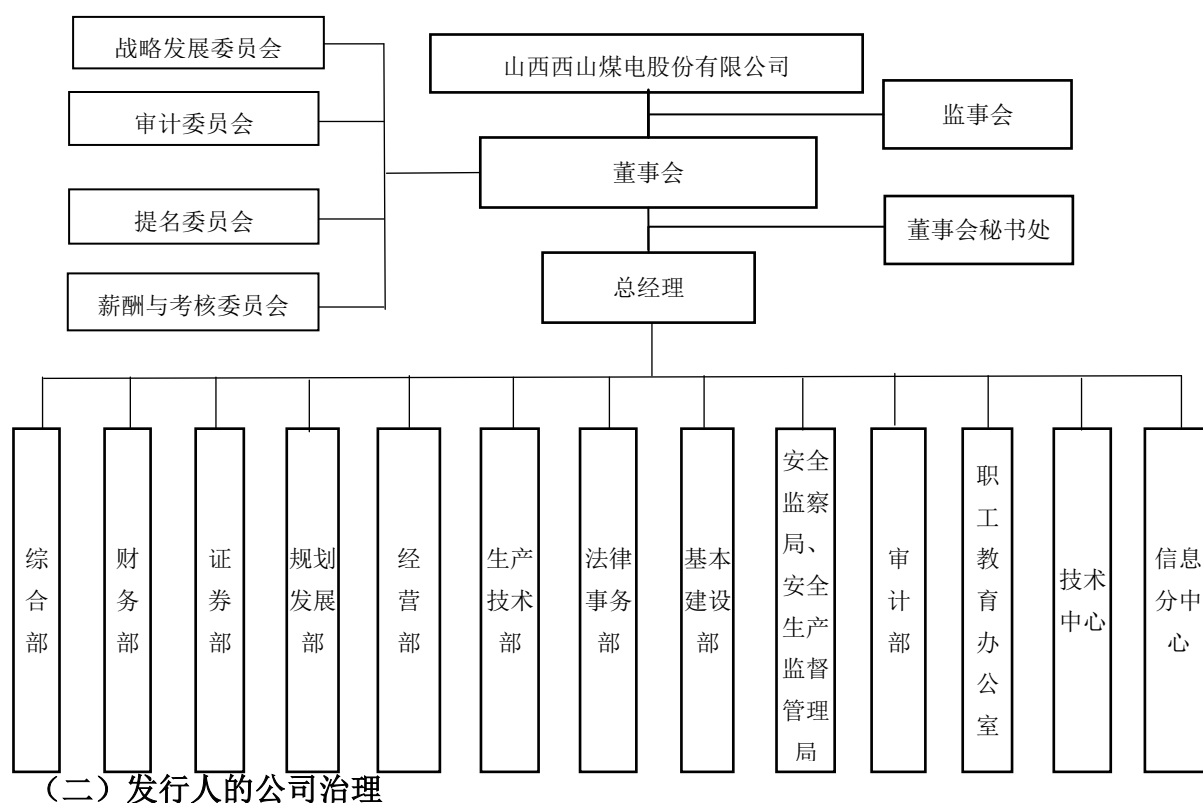 战略发展委员会
山西西山煤电股份有限公司
审计委员会
监事会
董事会
提名委员会
董事会秘书处
总经理
薪酬与考核委员会
综
合
部
财
务
部
证
券
部
规划
发展
部
经
营
部
生产
技术
部
法律
事务
部
基本
建设
部
安全
监察
局、
安全
生产
监督
管理
局
审
计
部
职
工
教
育
办
公
室
技术
中心
信息
分中
心
（二）发行人的公司治理